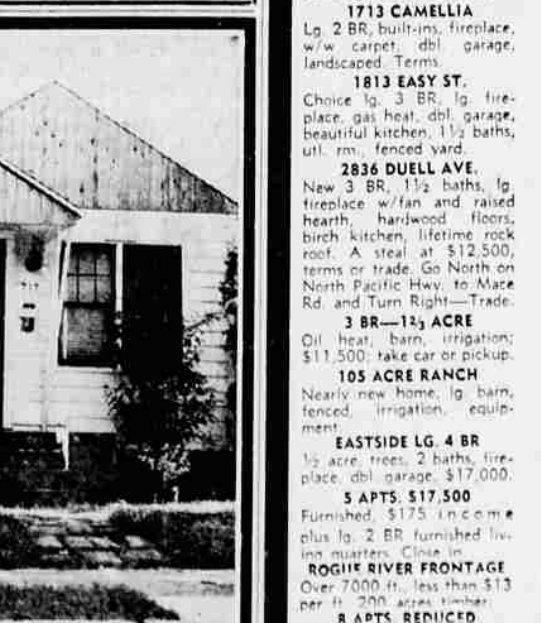 1713 CAMELLIA
Lg. 2 BR, built-ins, fireplace,
w/w carpet, dbl. garage,
landscaped. Terms.
1813 EASY ST.
Choice lg. 3 BR, lg. fire-
place, gas heat, dbl. garage,
beautiful kitchen, 1½ baths,
utl. rm., fenced yard.
2836 DUELL AVE.
New 3 BR, 1½ baths, lg.
fireplace w/fan and raised
hearth, hardwood floors,
birch kitchen, lifetime rock
roof. A steal at $12,500,
terms or trade. Go North on
North Pacific Hwy. to Mace
Rd. and Turn Right—Trade.
3 BR—1⅔ ACRE
Oil heat, barn, irrigation;
$11,500; take car or pickup.
105 ACRE RANCH
Nearly new home, lg. barn,
fenced, irrigation, equip-
ment.
EASTSIDE LG. 4 BR
½ acre, trees, 2 baths, fire-
place, dbl. garage, $17,000.
5 APTS. $17,500
Furnished, $175 income
plus lg. 2 BR furnished liv-
ing quarters. Close in.
ROGUE RIVER FRONTAGE
Over 7000 ft., less than $13
per ft. 200 acres timber.
8 APTS. REDUCED